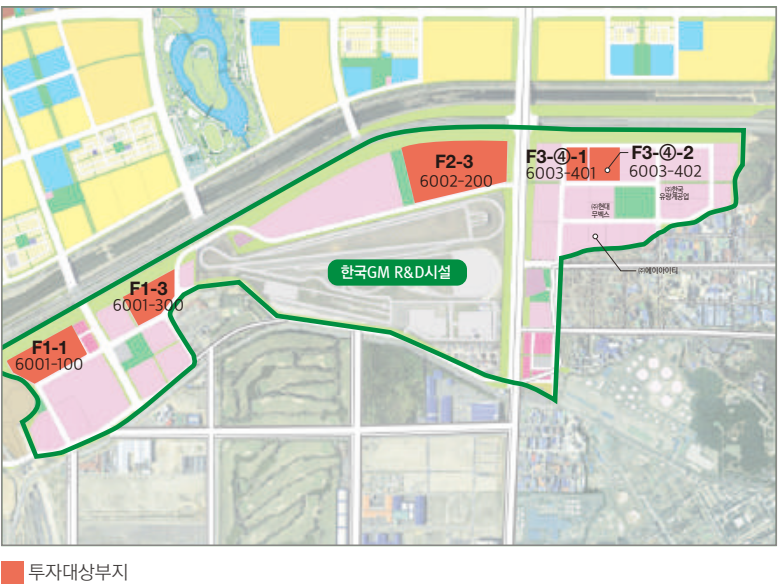 F2-3
6002-200
F3-④-1
6003-401
F3-④-2
6003-402
㈜한국
유량계공업
㈜현대
무벡스
㈜에이아이티
한국GM R&D시설
F1-3
6001-300
F1-1
6001-100
투자대상부지